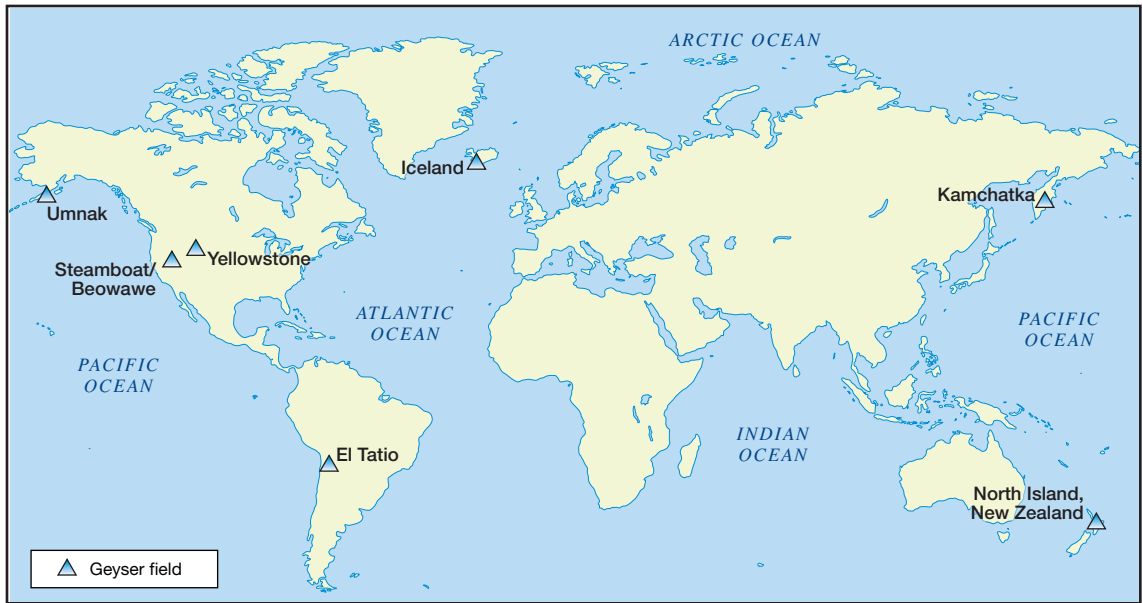 ARCTIC OCEAN
Iceland
Kamchatka
Umnak
Yellowstone
Steamboat/
Beowawe
ATLANTIC
OCEAN
PACIFIC
OCEAN
PACIFIC
OCEAN
INDIAN
OCEAN
El Tatio
North Island,
New Zealand
Geyser field